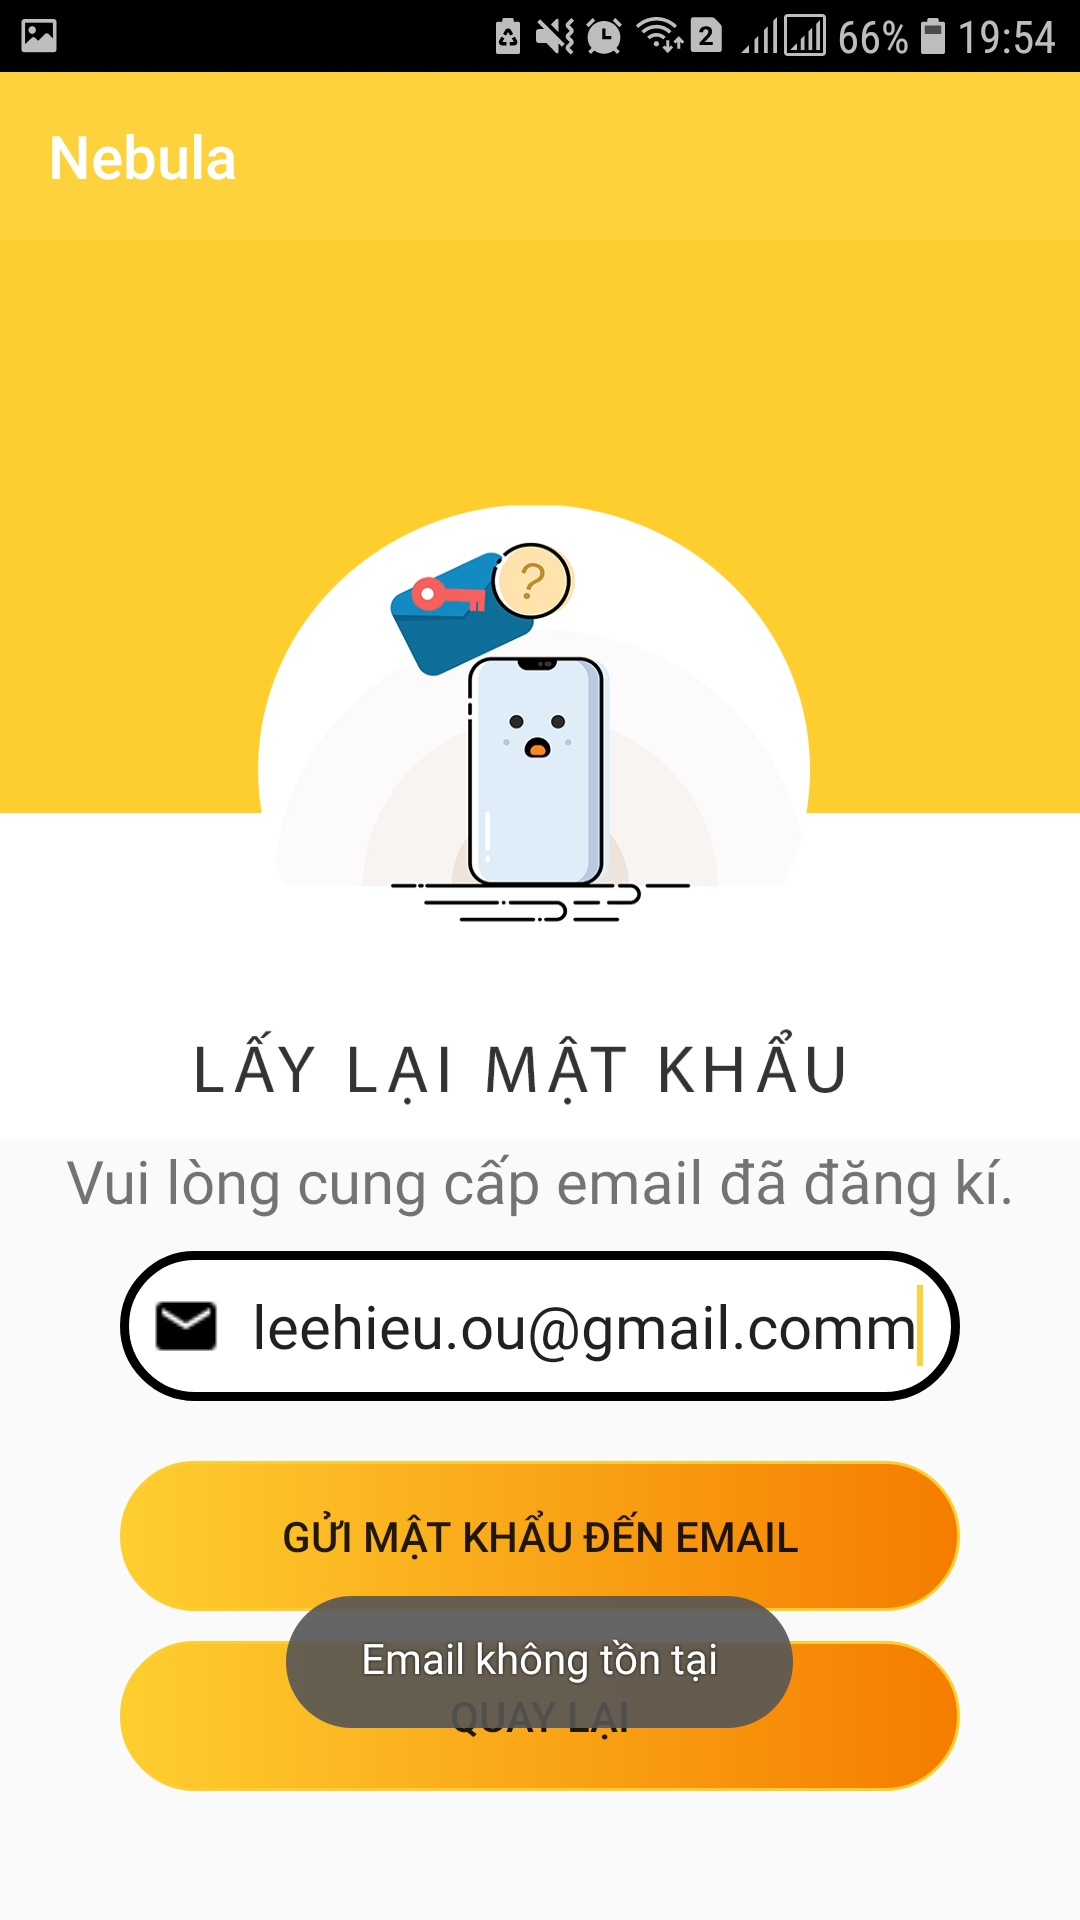 2 66% 19:54
Nebula
?
LẤY LẠI MẬT KHẨU
Vui lòng cung cấp email đã đăng kí.
leehieu.ou@gmail.comm
GỬI MẬT KHẨU ĐẾN EMAIL
Email không tồn tại
QUAY LẠI